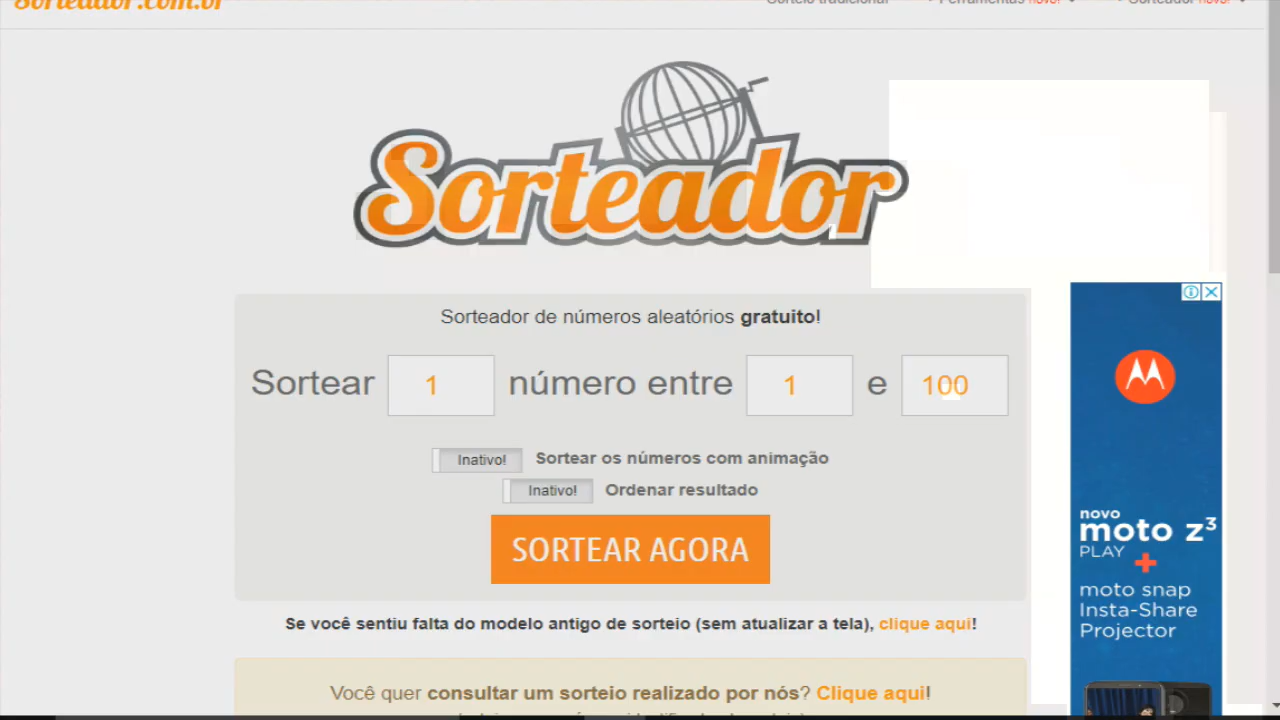 Sorteador.com.br
Sorteio tradicional
Ferramentas novo!
Sorteador novo!
Sorteador
Sorteador de números aleatórios gratuito!
Sortear 1 número entre 1 e 100
Inativo! Sortear os números com animação
Inativo! Ordenar resultado
SORTEAR AGORA
Se você sentiu falta do modelo antigo de sorteio (sem atualizar a tela), clique aqui!
Você quer consultar um sorteio realizado por nós? Clique aqui!
novo
moto z³
PLAY
+
moto snap
Insta-Share
Projector